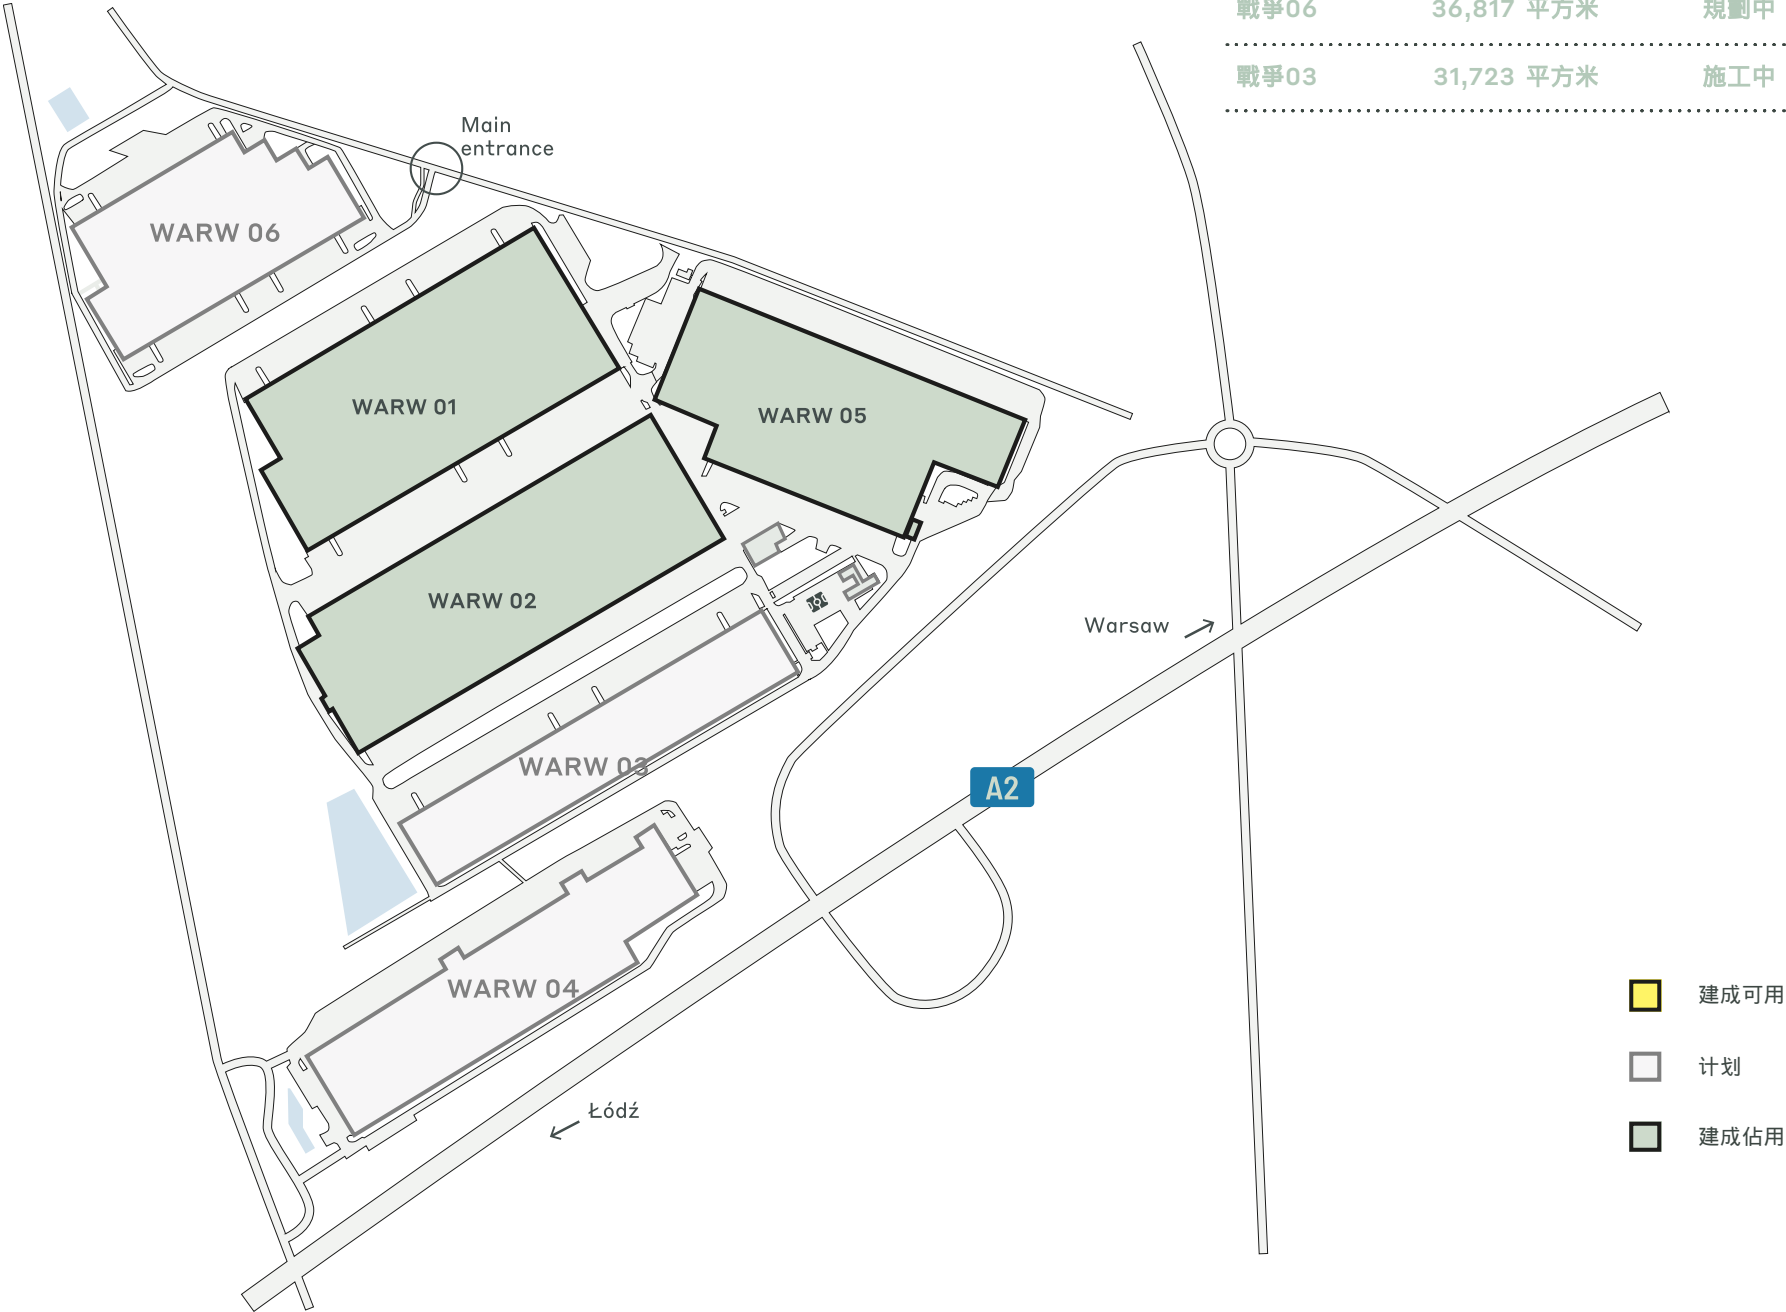 戰爭06 36,817 平方米 規劃中
戰爭03 31,723 平方米 施工中
Main
entrance
WARW 06
WARW 01
WARW 05
WARW 02
Warsaw
WARW 03
A2
WARW 04
建成可用
计划
Łódź
建成佔用